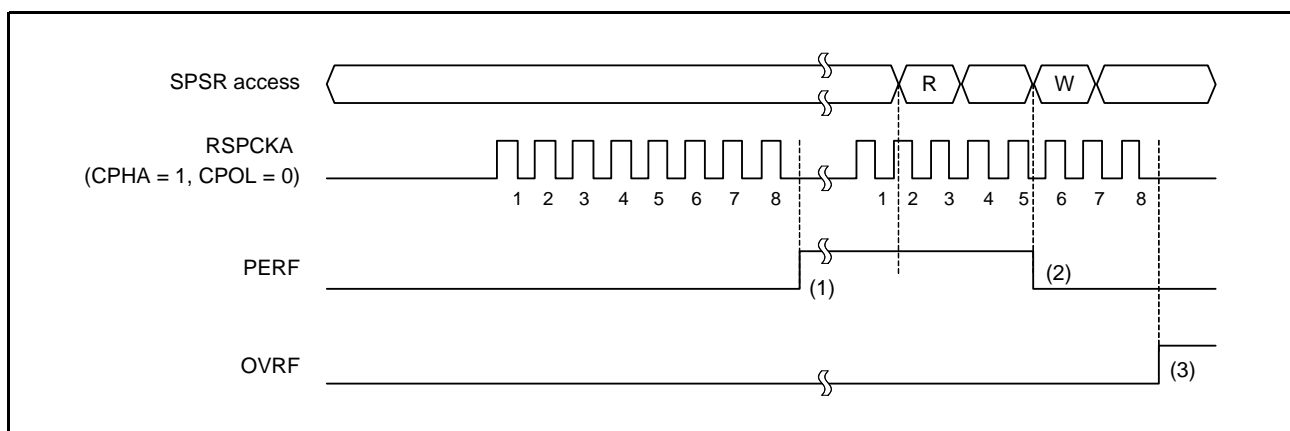 SPSR access
R
W
RSPCKA
(CPHA = 1, CPOL = 0)
1 2 3 4 5 6 7 8 1 2 3 4 5 6 7 8
PERF
(1)
(2)
OVRF
(3)